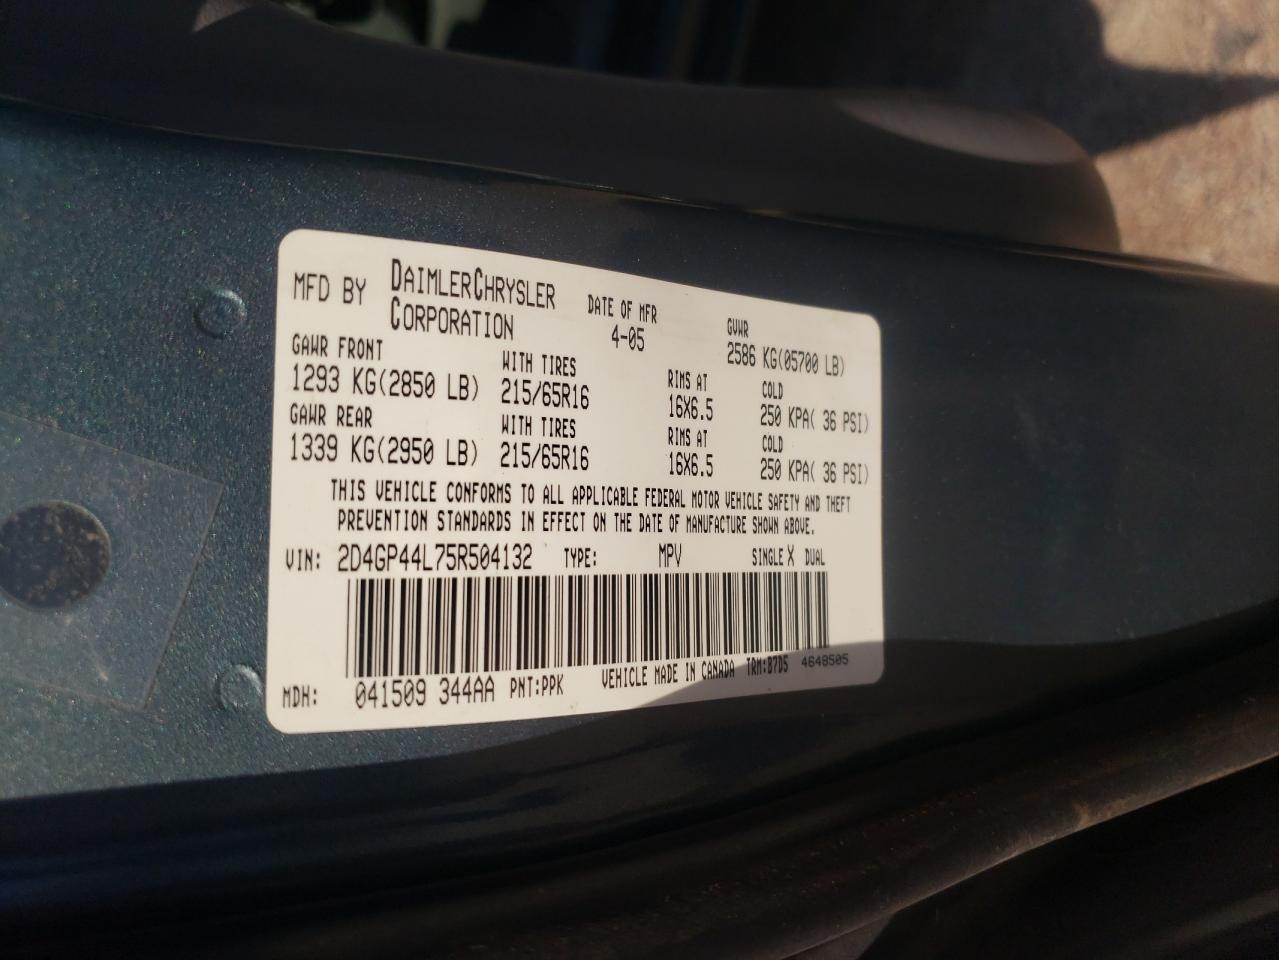 MFD BY DAIMLERCHRYSLER CORPORATION DATE OF MFR 4-05 GVWR 2586 KG(05700 LB)
GAWR FRONT WITH TIRES RIMS AT COLD
1293 KG(2850 LB) 215/65R16 16X6.5 250 KPA( 36 PSI)
GAWR REAR WITH TIRES RIMS AT COLD
1339 KG(2950 LB) 215/65R16 16X6.5 250 KPA( 36 PSI)
THIS VEHICLE CONFORMS TO ALL APPLICABLE FEDERAL MOTOR VEHICLE SAFETY AND THEFT
PREVENTION STANDARDS IN EFFECT ON THE DATE OF MANUFACTURE SHOWN ABOVE.
VIN: 2D4GP44L75R504132 TYPE: MPV SINGLE X DUAL
MDH: 041509 344AA PNT:PPK VEHICLE MADE IN CANADA TRM:B7D5 4648505